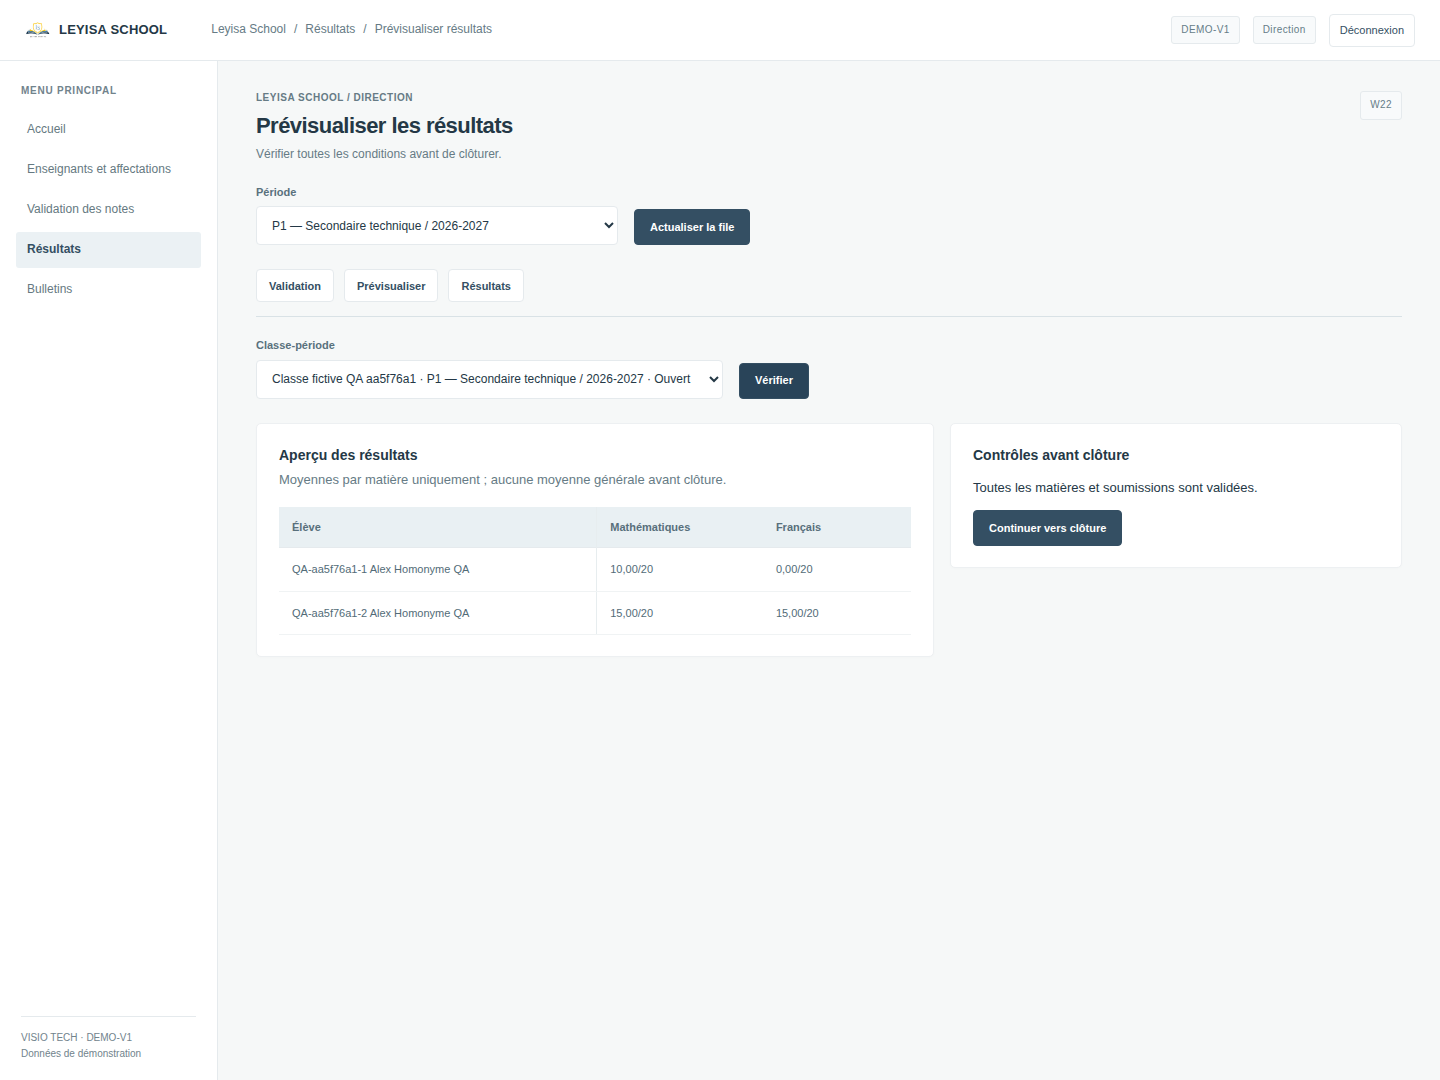 LEYISA SCHOOL
Leyisa School / Résultats / Prévisualiser résultats
DEMO-V1
Direction
Déconnexion
MENU PRINCIPAL
Accueil
Enseignants et affectations
Validation des notes
Résultats
Bulletins
VISIO TECH · DEMO-V1
Données de démonstration
LEYISA SCHOOL / DIRECTION
W22
Prévisualiser les résultats
Vérifier toutes les conditions avant de clôturer.
Période
P1 — Secondaire technique / 2026-2027
Actualiser la file
Validation
Prévisualiser
Résultats
Classe-période
Classe fictive QA aa5f76a1 · P1 — Secondaire technique / 2026-2027 · Ouvert
Vérifier
Aperçu des résultats
Moyennes par matière uniquement ; aucune moyenne générale avant clôture.
Élève Mathématiques Français
QA-aa5f76a1-1 Alex Homonyme QA 10,00/20 0,00/20
QA-aa5f76a1-2 Alex Homonyme QA 15,00/20 15,00/20
Contrôles avant clôture
Toutes les matières et soumissions sont validées.
Continuer vers clôture